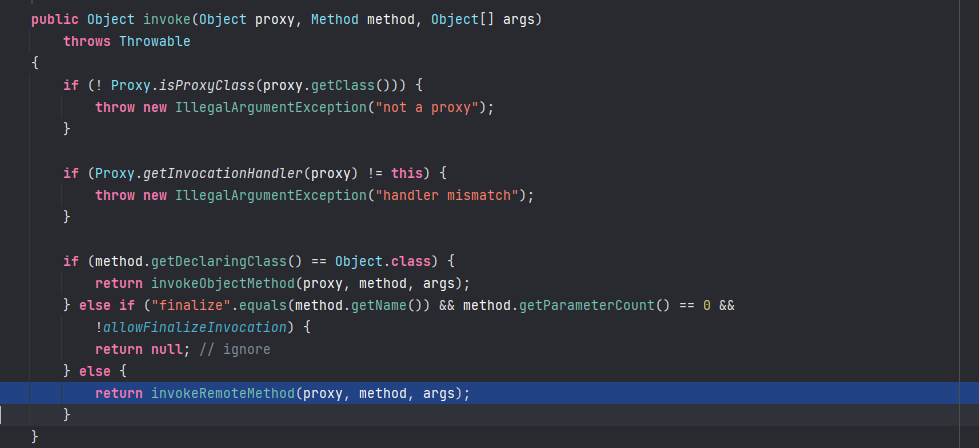 public Object invoke(Object proxy, Method method, Object[] args)
    throws Throwable
{
    if (! Proxy.isProxyClass(proxy.getClass())) {
        throw new IllegalArgumentException("not a proxy");
    }

    if (Proxy.getInvocationHandler(proxy) != this) {
        throw new IllegalArgumentException("handler mismatch");
    }

    if (method.getDeclaringClass() == Object.class) {
        return invokeObjectMethod(proxy, method, args);
    } else if ("finalize".equals(method.getName()) && method.getParameterCount() == 0 &&
        !allowFinalizeInvocation) {
        return null; // ignore
    } else {
        return invokeRemoteMethod(proxy, method, args);
    }
}